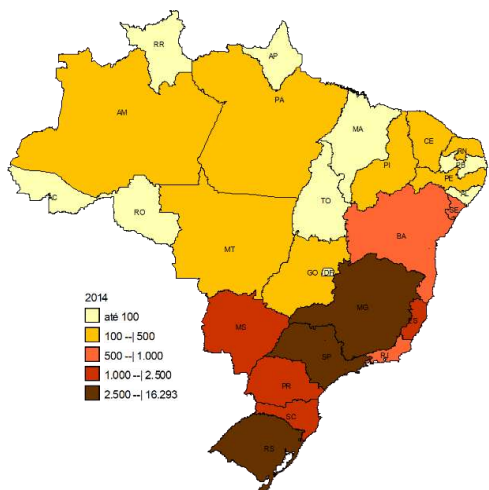 RR
AP
AM
PA
MA
CE
RN
PB
PI
PE
AL
AC
SE
TO
RO
BA
MT
GO
DF
MG
MS
ES
SP
RJ
PR
SC
RS
2014
até 100
100 --| 500
500 --| 1.000
1.000 --| 2.500
2.500 --| 16.293